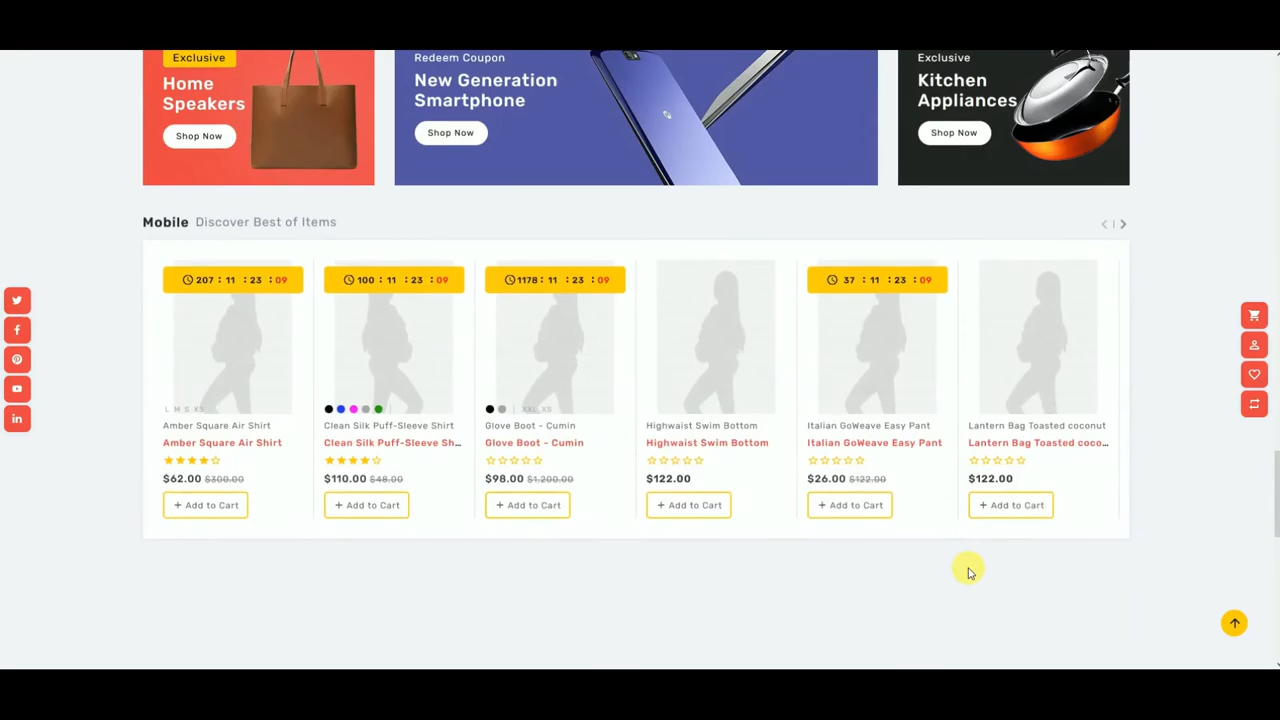 Exclusive
Home
Speakers
Shop Now
Redeem Coupon
New Generation
Smartphone
Shop Now
Exclusive
Kitchen
Appliances
Shop Now
Mobile Discover Best of Items
207 : 11 : 23 : 09
100 : 11 : 23 : 09
1178 : 11 : 23 : 09
37 : 11 : 23 : 09
L M S XS
XXL XS
Amber Square Air Shirt
Clean Silk Puff-Sleeve Shirt
Glove Boot - Cumin
Highwaist Swim Bottom
Italian GoWeave Easy Pant
Lantern Bag Toasted coconut
Amber Square Air Shirt
Clean Silk Puff-Sleeve Sh...
Glove Boot - Cumin
Highwaist Swim Bottom
Italian GoWeave Easy Pant
Lantern Bag Toasted coco...
$62.00 $300.00
$110.00 $48.00
$98.00 $1,200.00
$122.00
$26.00 $122.00
$122.00
+ Add to Cart
+ Add to Cart
+ Add to Cart
+ Add to Cart
+ Add to Cart
+ Add to Cart